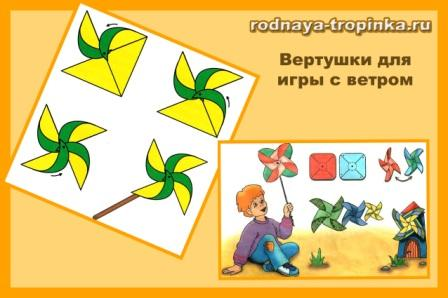 rodnaya-tropinka.ru
Вертушки для
игры с ветром